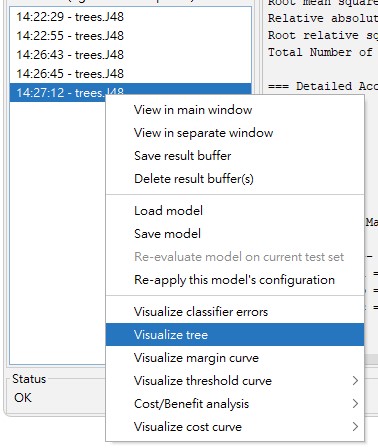 Root mean squar
14:22:29 - trees.J48
Relative absolut
14:22:55 - trees.J48
Root relative sq
14:26:43 - trees.J48
Total Number of
14:26:45 - trees.J48
=== Detailed Acc
14:27:12 - trees.J48
View in main window
View in separate window
Save result buffer
Delete result buffer(s)
Load model
Save model
Ma
Re-evaluate model on current test set
Re-apply this model's configuration
Visualize classifier errors
Visualize tree
Visualize margin curve
Visualize threshold curve
Cost/Benefit analysis
Visualize cost curve
Status
OK